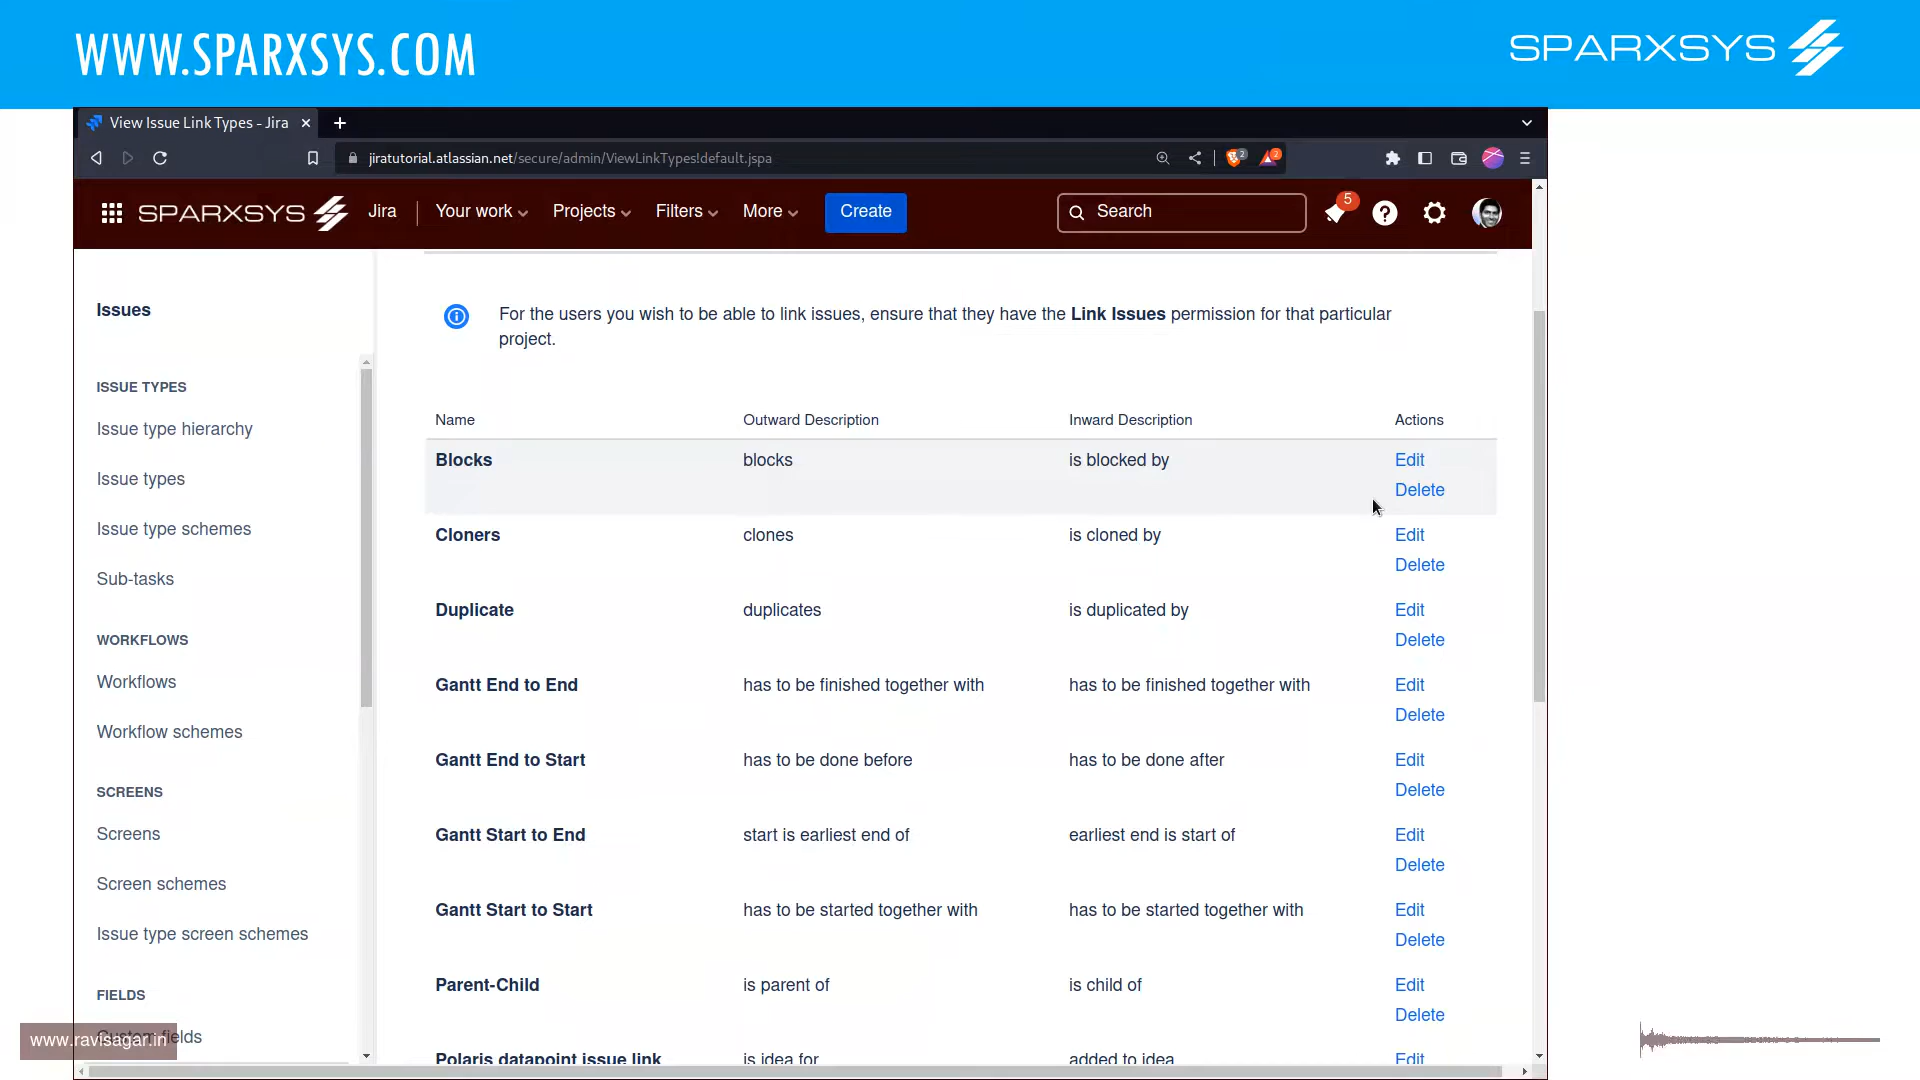 WWW.SPARXSYS.COM
SPARXSYS
View Issue Link Types - Jira
jiratutorial.atlassian.net/secure/admin/ViewLinkTypes!default.jspa
2
2
SPARXSYS Jira Your work Projects Filters More Create Search 5
Issues
ISSUE TYPES
Issue type hierarchy
Issue types
Issue type schemes
Sub-tasks
WORKFLOWS
Workflows
Workflow schemes
SCREENS
Screens
Screen schemes
Issue type screen schemes
FIELDS
Custom fields
www.ravisagar.in
For the users you wish to be able to link issues, ensure that they have the Link Issues permission for that particular
project.
Name Outward Description Inward Description Actions
Blocks blocks is blocked by Edit
Delete
Cloners clones is cloned by Edit
Delete
Duplicate duplicates is duplicated by Edit
Delete
Gantt End to End has to be finished together with has to be finished together with Edit
Delete
Gantt End to Start has to be done before has to be done after Edit
Delete
Gantt Start to End start is earliest end of earliest end is start of Edit
Delete
Gantt Start to Start has to be started together with has to be started together with Edit
Delete
Parent-Child is parent of is child of Edit
Delete
Polaris datapoint issue link is idea for added to idea Edit